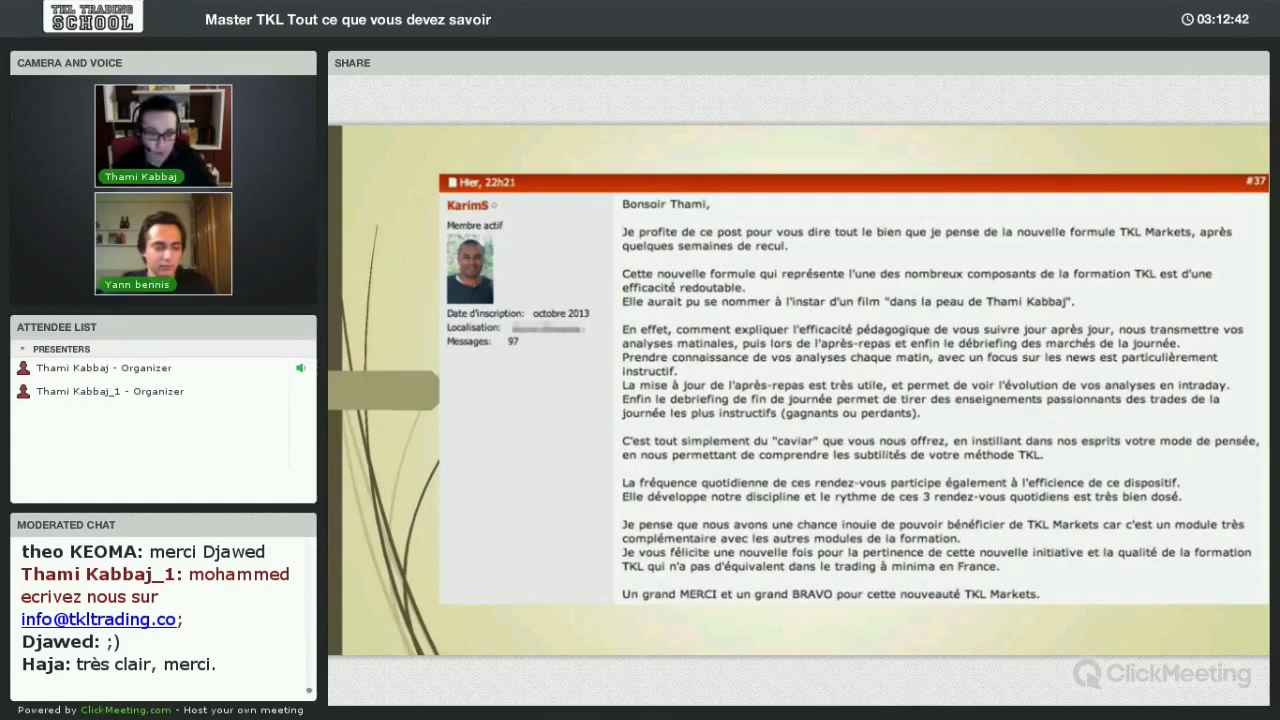 TKL TRADING
SCHOOL
Master TKL Tout ce que vous devez savoir
03:12:42
CAMERA AND VOICE
Thami Kabbaj
Yann bennis
ATTENDEE LIST
PRESENTERS
Thami Kabbaj - Organizer
Thami Kabbaj_1 - Organizer
MODERATED CHAT
theo KEOMA: merci Djawed
Thami Kabbaj_1: mohammed
ecrivez nous sur
info@tkltrading.co;
Djawed: ;)
Haja: très clair, merci.
Powered by ClickMeeting.com - Host your own meeting
SHARE
Hier, 22h21
#37
KarimS
Membre actif
Date d'inscription: octobre 2013
Localisation:
Messages: 97
Bonsoir Thami,
Je profite de ce post pour vous dire tout le bien que je pense de la nouvelle formule TKL Markets, après
quelques semaines de recul.
Cette nouvelle formule qui représente l'une des nombreux composants de la formation TKL est d'une
efficacité redoutable.
Elle aurait pu se nommer à l'instar d'un film "dans la peau de Thami Kabbaj".
En effet, comment expliquer l'efficacité pédagogique de vous suivre jour après jour, nous transmettre vos
analyses matinales, puis lors de l'après-repas et enfin le débriefing des marchés de la journée.
Prendre connaissance de vos analyses chaque matin, avec un focus sur les news est particulièrement
instructif.
La mise à jour de l'après-repas est très utile, et permet de voir l'évolution de vos analyses en intraday.
Enfin le debriefing de fin de journée permet de tirer des enseignements passionnants des trades de la
journée les plus instructifs (gagnants ou perdants).
C'est tout simplement du "caviar" que vous nous offrez, en instillant dans nos esprits votre mode de pensée,
en nous permettant de comprendre les subtilités de votre méthode TKL.
La fréquence quotidienne de ces rendez-vous participe également à l'efficience de ce dispositif.
Elle développe notre discipline et le rythme de ces 3 rendez-vous quotidiens est très bien dosé.
Je pense que nous avons une chance inouie de pouvoir bénéficier de TKL Markets car c'est un module très
complémentaire avec les autres modules de la formation.
Je vous félicite une nouvelle fois pour la pertinence de cette nouvelle initiative et la qualité de la formation
TKL qui n'a pas d'équivalent dans le trading à minima en France.
Un grand MERCI et un grand BRAVO pour cette nouveauté TKL Markets.
ClickMeeting